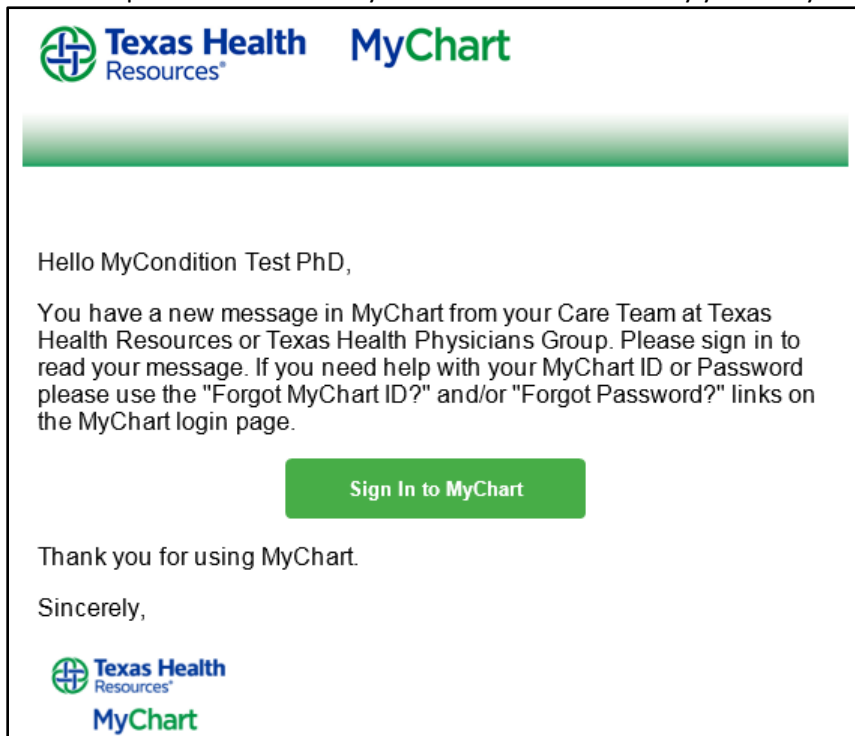 Texas Health MyChart
Resources®
Hello MyCondition Test PhD,
You have a new message in MyChart from your Care Team at Texas
Health Resources or Texas Health Physicians Group. Please sign in to
read your message. If you need help with your MyChart ID or Password
please use the "Forgot MyChart ID?" and/or "Forgot Password?" links on
the MyChart login page.
Sign In to MyChart
Thank you for using MyChart.
Sincerely,
Texas Health
Resources®
MyChart